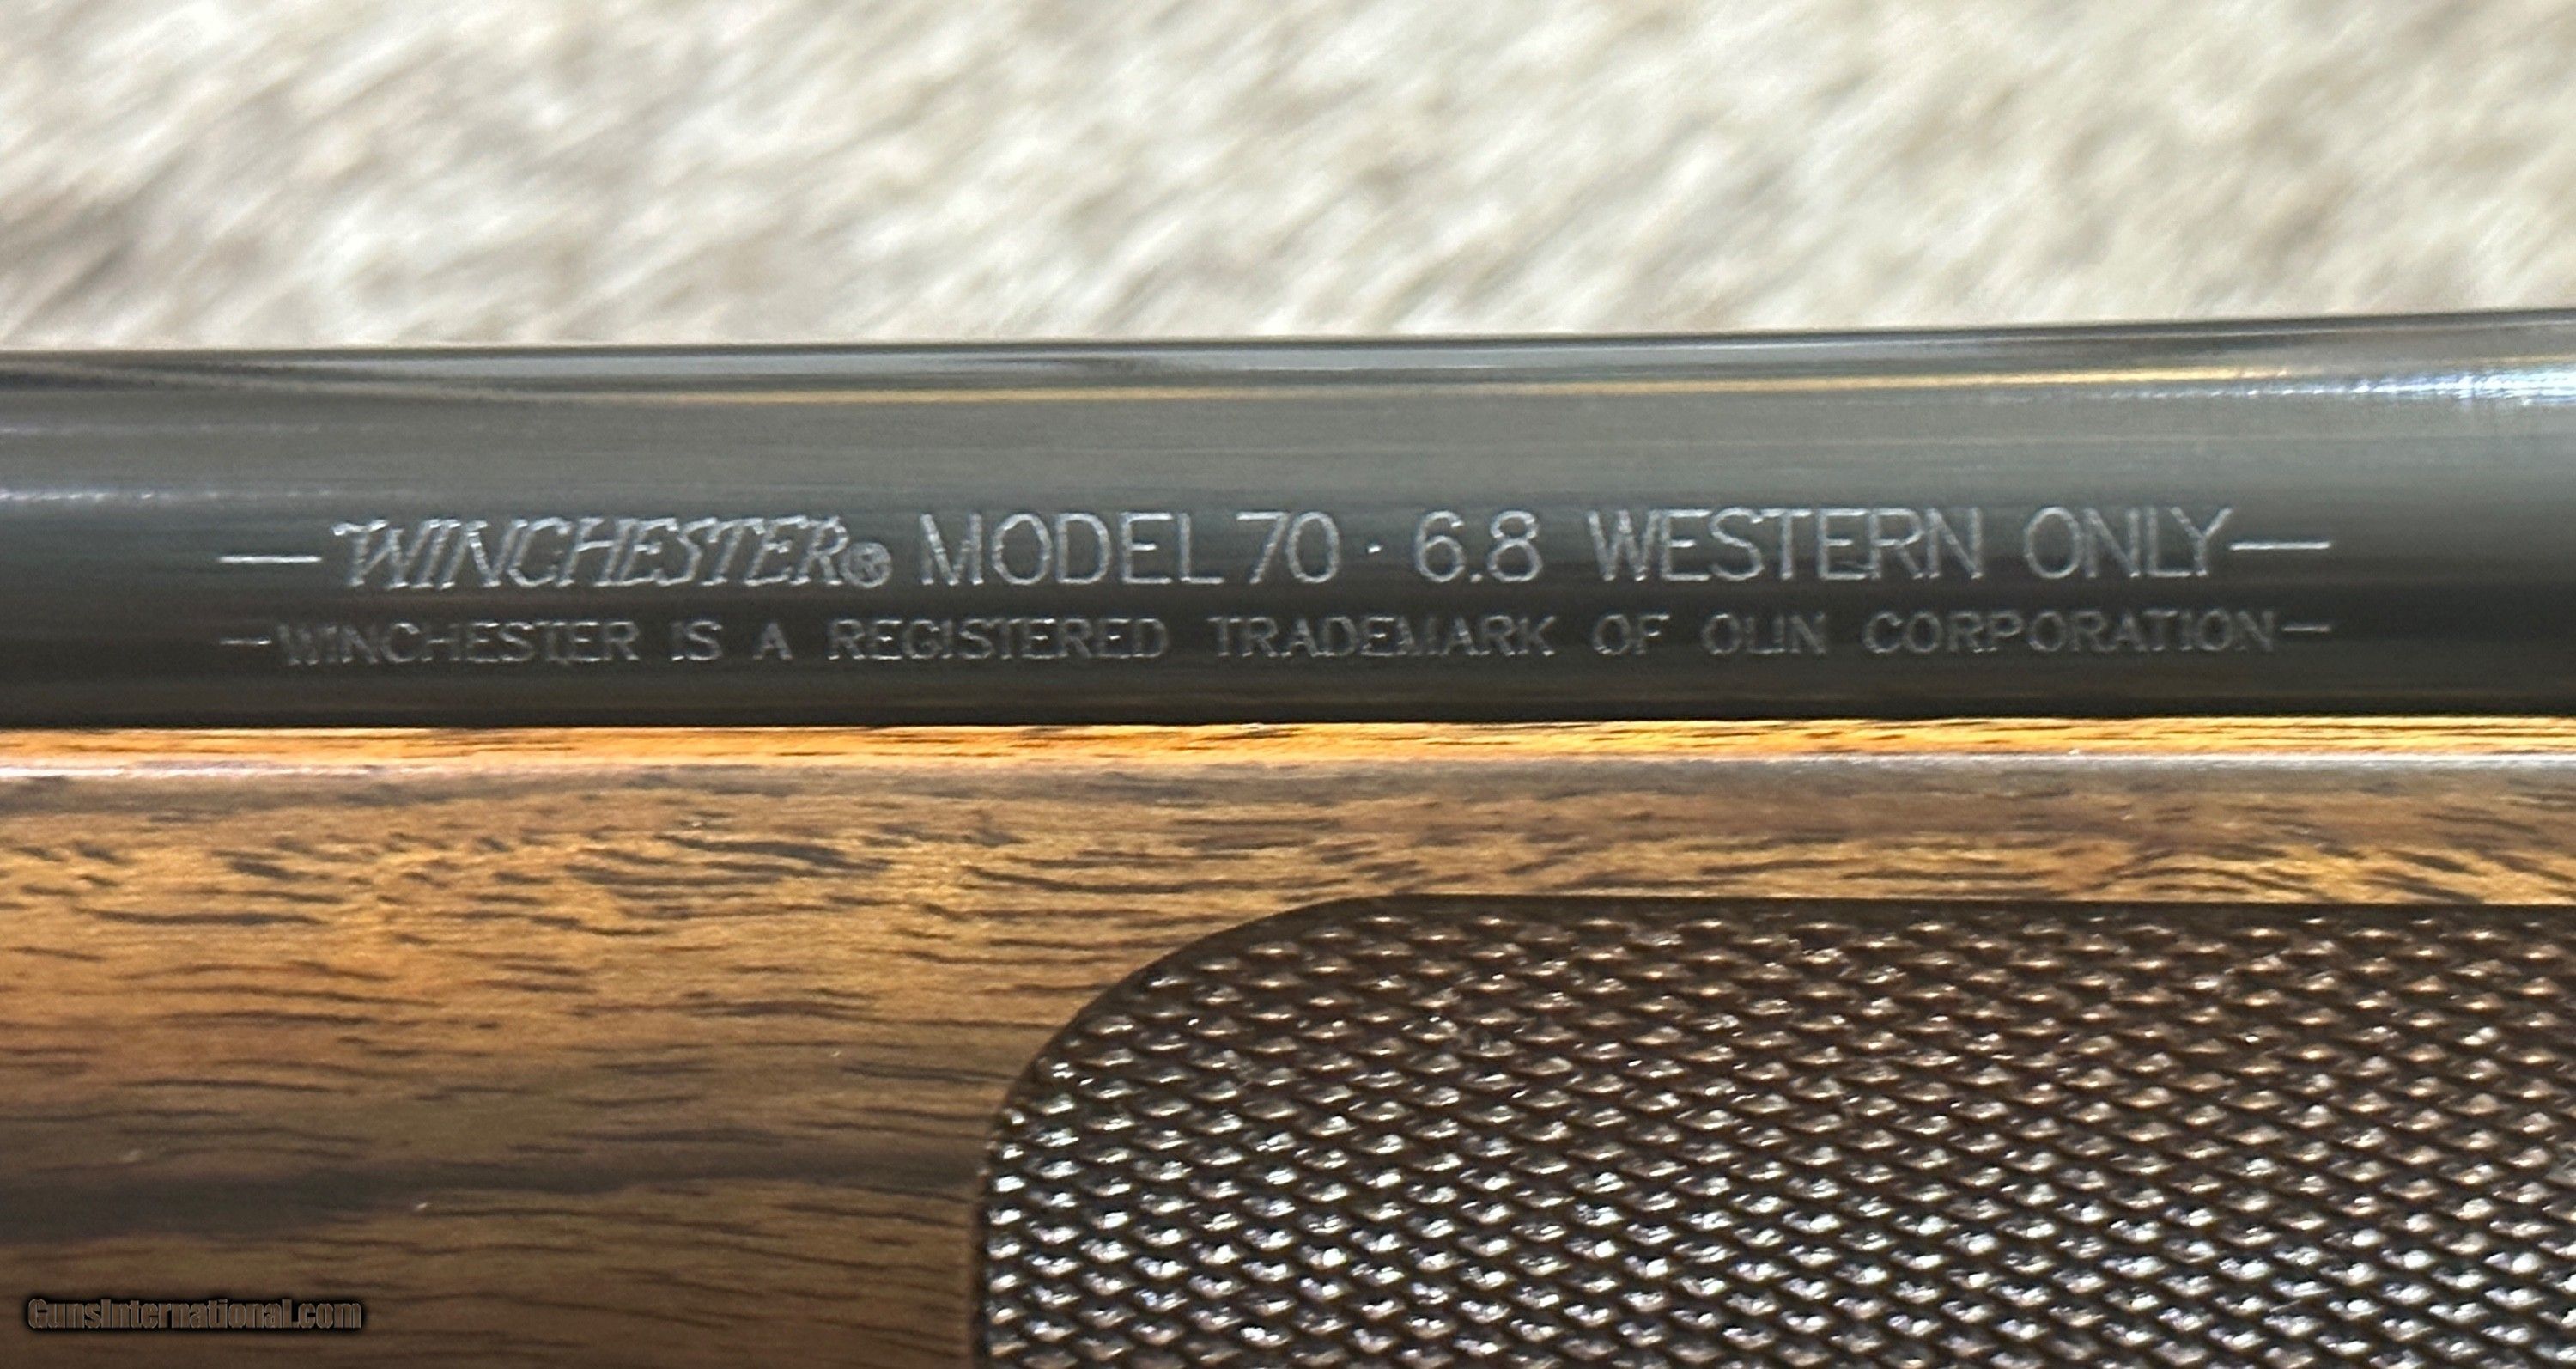 —WINCHESTER® MODEL 70 · 6.8 WESTERN ONLY—
—WINCHESTER IS A REGISTERED TRADEMARK OF OLIN CORPORATION—
GunsInternational.com